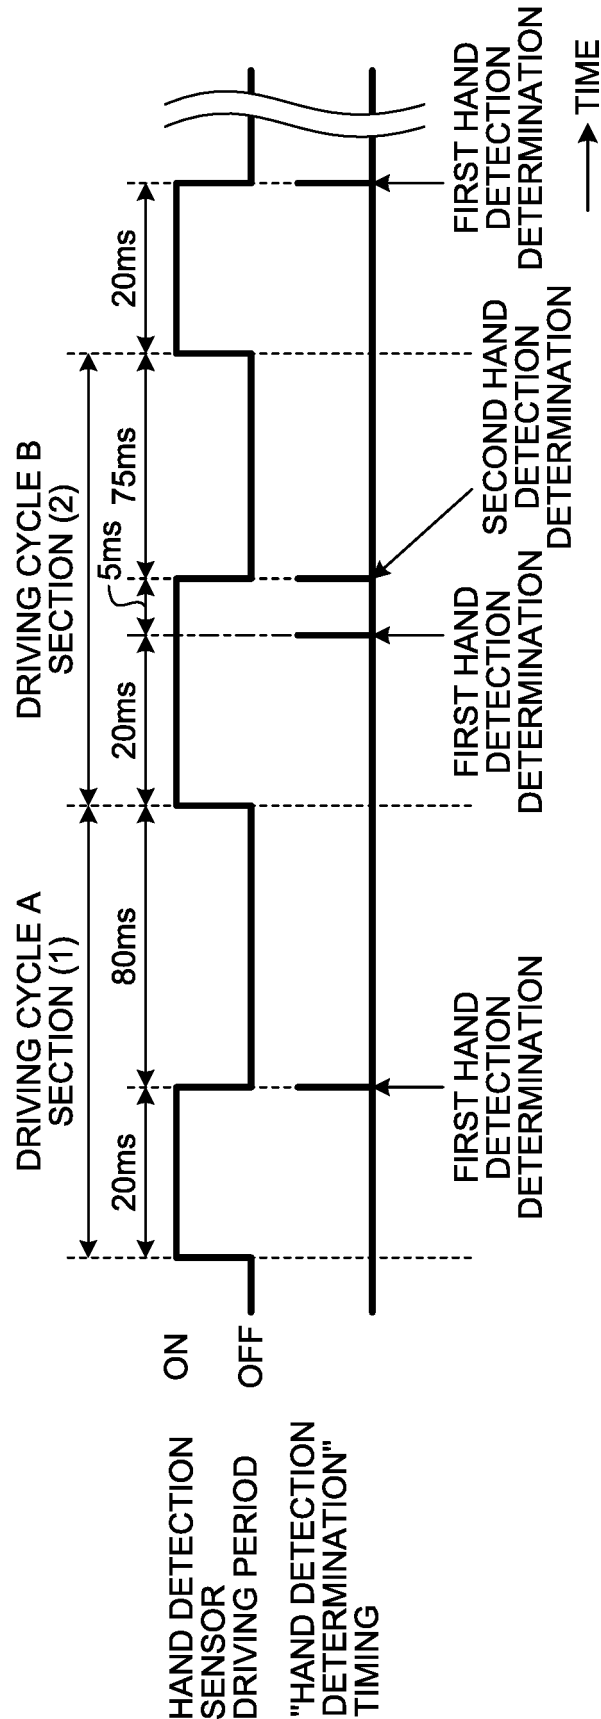 DRIVING CYCLE A
SECTION (1)
DRIVING CYCLE B
SECTION (2)
20ms
80ms
20ms
5ms
75ms
20ms
HAND DETECTION
SENSOR
DRIVING PERIOD
ON
OFF
"HAND DETECTION
DETERMINATION"
TIMING
FIRST HAND
DETECTION
DETERMINATION
FIRST HAND
DETECTION
DETERMINATION
SECOND HAND
DETECTION
DETERMINATION
FIRST HAND
DETECTION
DETERMINATION
TIME